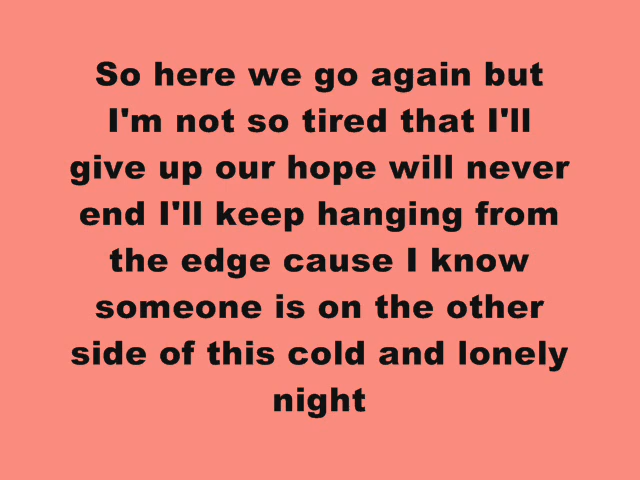 So here we go again but
I'm not so tired that I'll
give up our hope will never
end I'll keep hanging from
the edge cause I know
someone is on the other
side of this cold and lonely
night